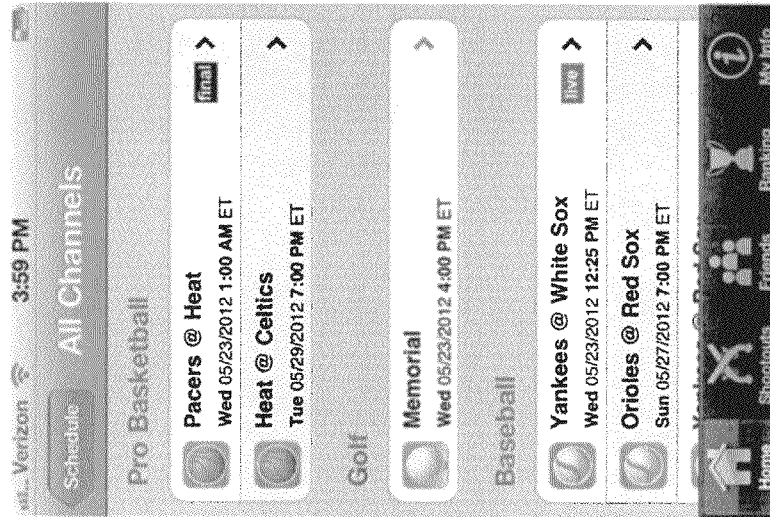 Verizon 3:59 PM
Schedule All Channels
Pro Basketball
Pacers @ Heat
Wed 05/23/2012 1:00 AM ET
final
Heat @ Celtics
Tue 05/29/2012 7:00 PM ET
Golf
Memorial
Wed 05/23/2012 4:00 PM ET
Baseball
Yankees @ White Sox
Wed 05/23/2012 12:25 PM ET
live
Orioles @ Red Sox
Sun 05/27/2012 7:00 PM ET
Home Shootouts Friends Ranking My Info